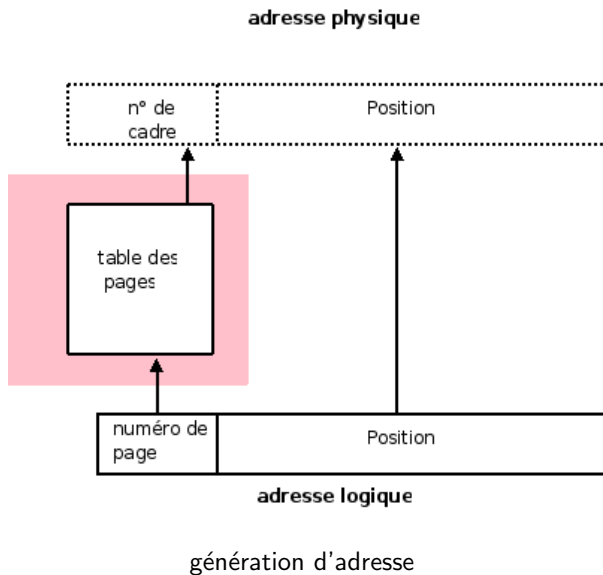 adresse physique
n° de
cadre
Position
table des
pages
numéro de
page
Position
adresse logique
génération d'adresse